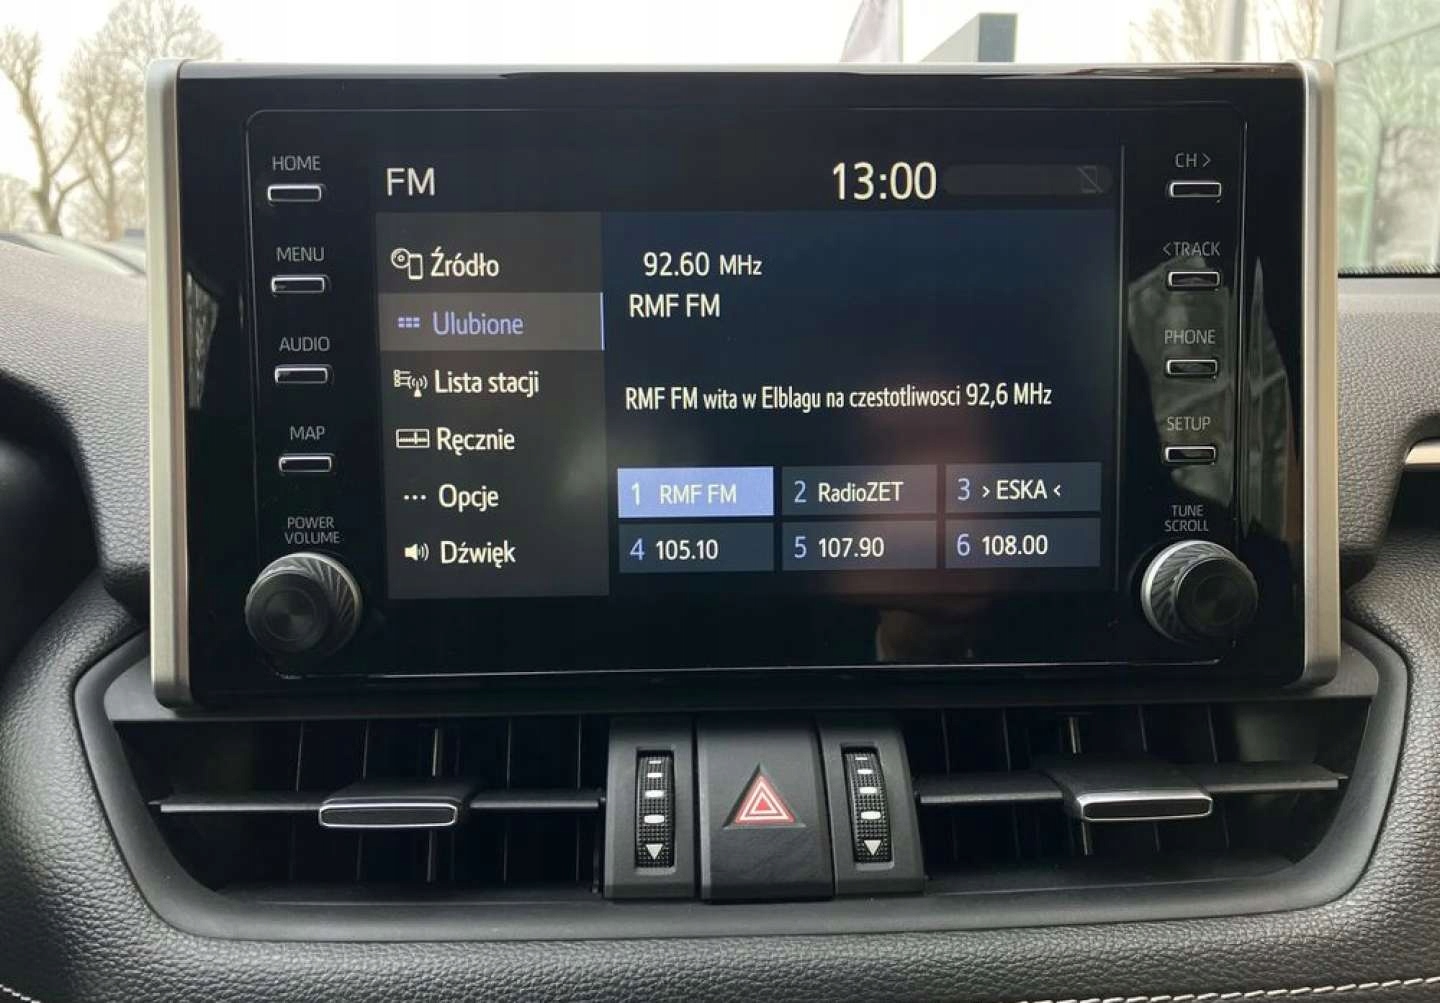 HOME
MENU
AUDIO
MAP
POWER
VOLUME
FM
13:00
Źródło
Ulubione
Lista stacji
Ręcznie
Opcje
Dźwięk
92.60 MHz
RMF FM
RMF FM wita w Elblagu na czestotliwosci 92,6 MHz
1 RMF FM
2 RadioZET
3 > ESKA <
4 105.10
5 107.90
6 108.00
CH >
< TRACK
PHONE
SETUP
TUNE
SCROLL